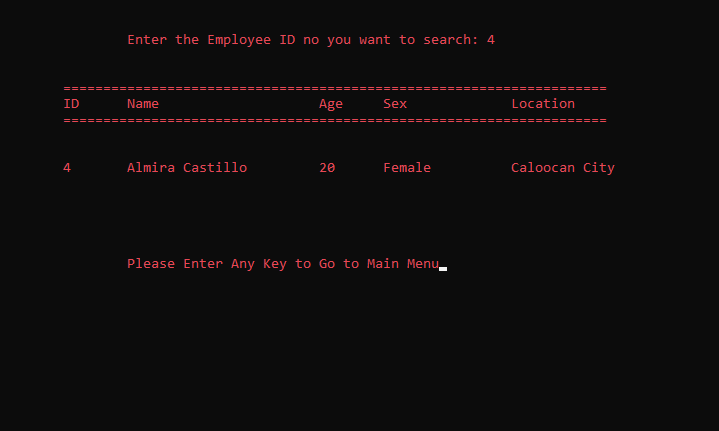 Enter the Employee ID no you want to search: 4
====================================================================
ID Name Age Sex Location
====================================================================
4 Almira Castillo 20 Female Caloocan City
Please Enter Any Key to Go to Main Menu